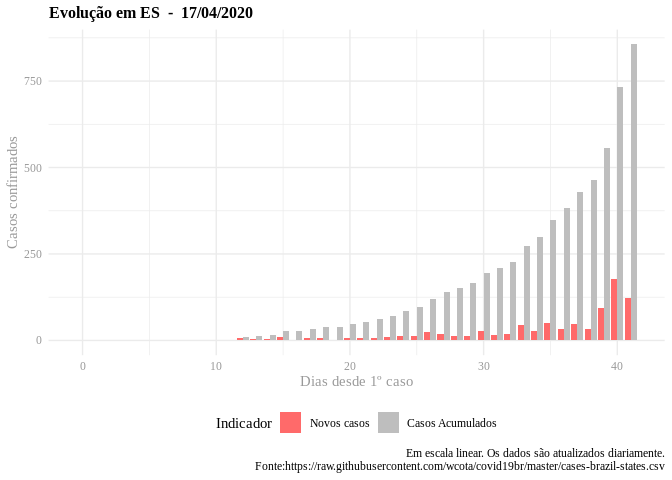 Evolução em ES - 17/04/2020
Casos confirmados
750
500
250
0
0 10 20 30 40
Dias desde 1º caso
Indicador Novos casos Casos Acumulados
Em escala linear. Os dados são atualizados diariamente.
Fonte:https://raw.githubusercontent.com/wcota/covid19br/master/cases-brazil-states.csv